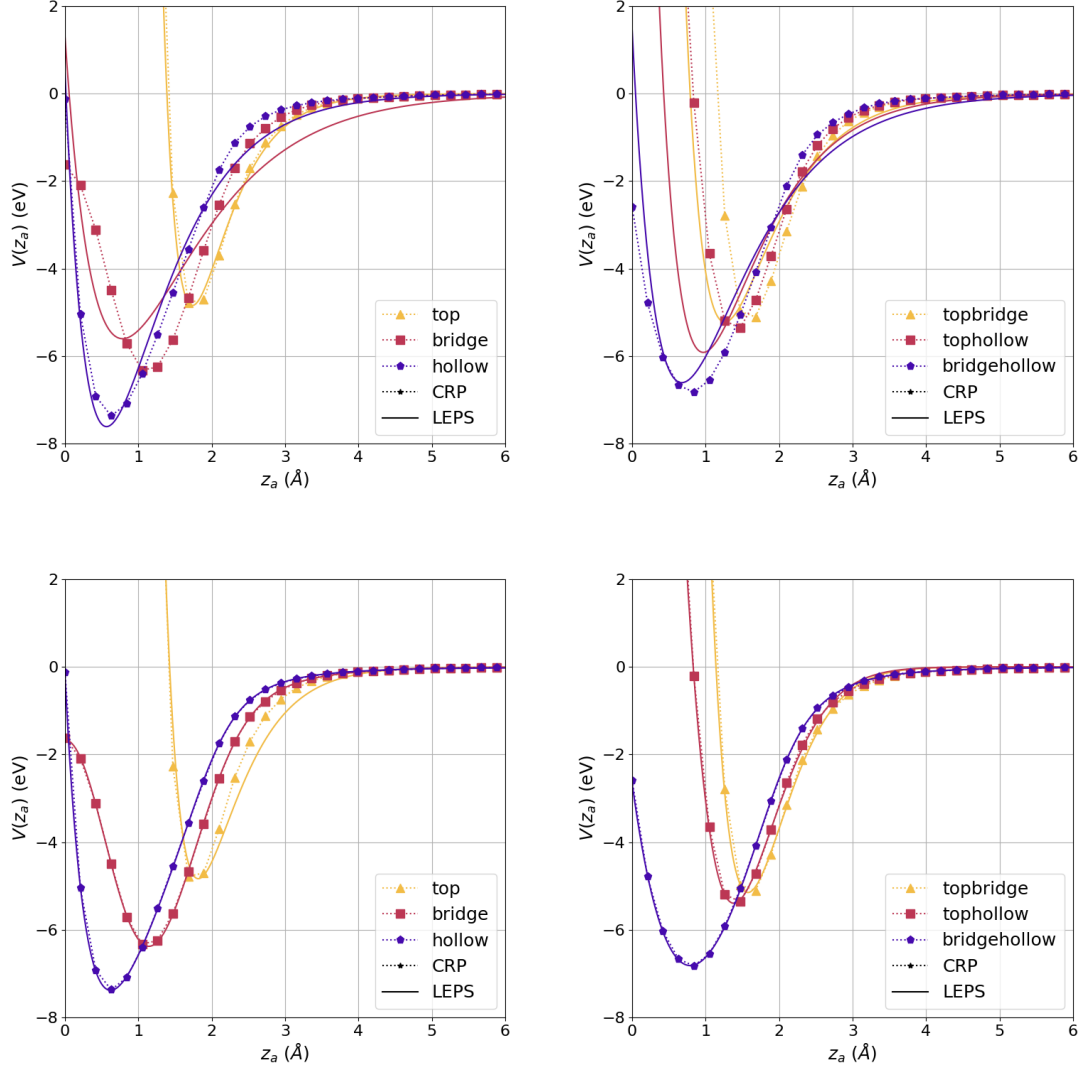 2
0
−2
−4
−6
−8
V(z_a) (eV)
0 1 2 3 4 5 6
z_a (Å)
top
bridge
hollow
CRP
LEPS
2
0
−2
−4
−6
−8
V(z_a) (eV)
0 1 2 3 4 5 6
z_a (Å)
topbridge
tophollow
bridgehollow
CRP
LEPS
2
0
−2
−4
−6
−8
V(z_a) (eV)
0 1 2 3 4 5 6
z_a (Å)
top
bridge
hollow
CRP
LEPS
2
0
−2
−4
−6
−8
V(z_a) (eV)
0 1 2 3 4 5 6
z_a (Å)
topbridge
tophollow
bridgehollow
CRP
LEPS